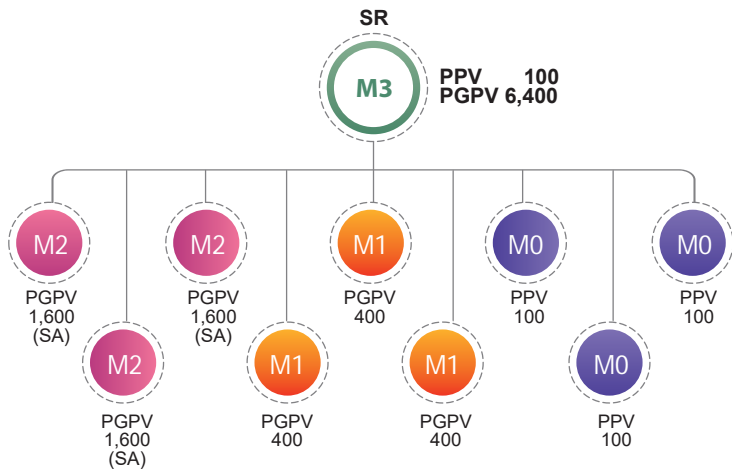 SR
M3
PPV 100
PGPV 6,400
M2
PGPV
1,600
(SA)
M2
PGPV
1,600
(SA)
M2
PGPV
1,600
(SA)
M1
PGPV
400
M1
PGPV
400
M1
PGPV
400
M0
PPV
100
M0
PPV
100
M0
PPV
100